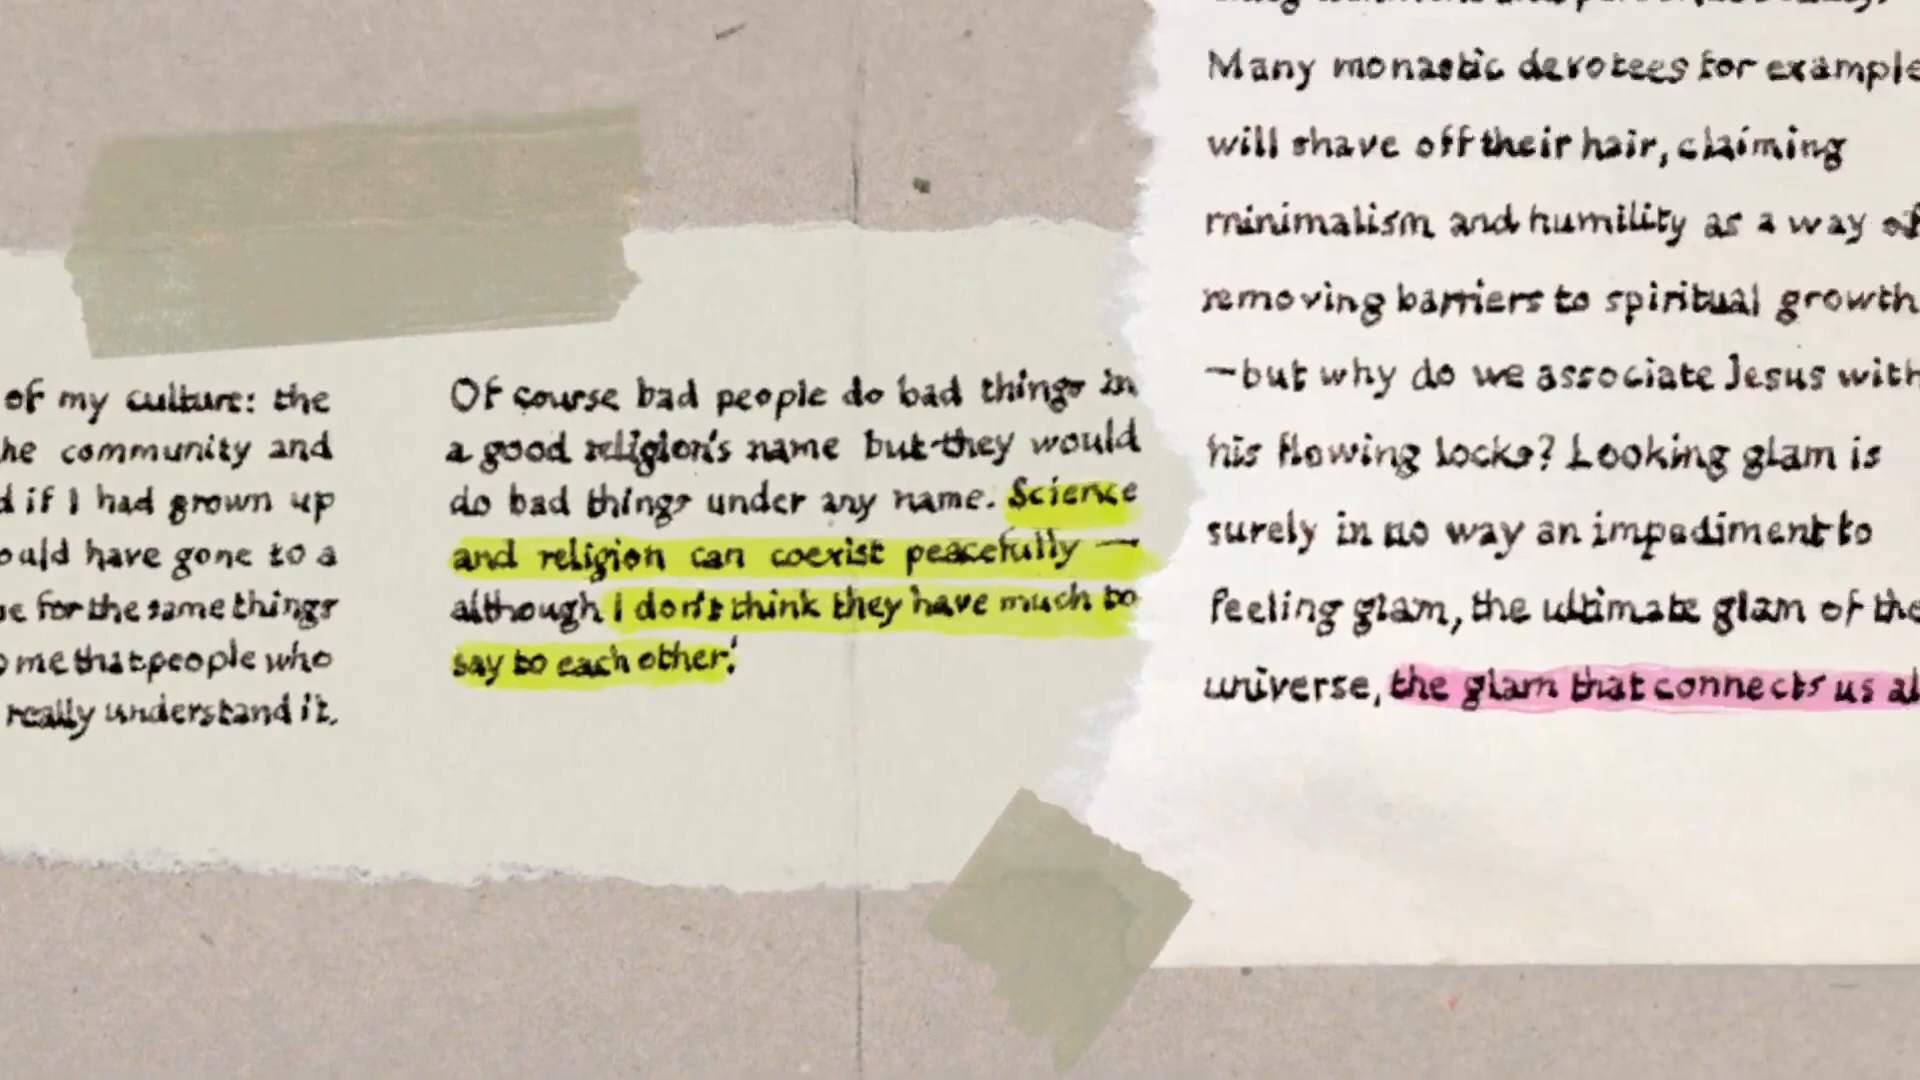 of my culture: the
he community and
d if I had grown up
ould have gone to a
ue for the same things
o me that people who
really understand it.
Of course bad people do bad things in
a good religion's name but they would
do bad things under any name. Science
and religion can coexist peacefully —
although I don't think they have much to
say to each other.'
Many monastic devotees for example
will shave off their hair, claiming
minimalism and humility as a way of
removing barriers to spiritual growth
—but why do we associate Jesus with
his flowing locks? Looking glam is
surely in no way an impediment to
feeling glam, the ultimate glam of the
universe, the glam that connects us al